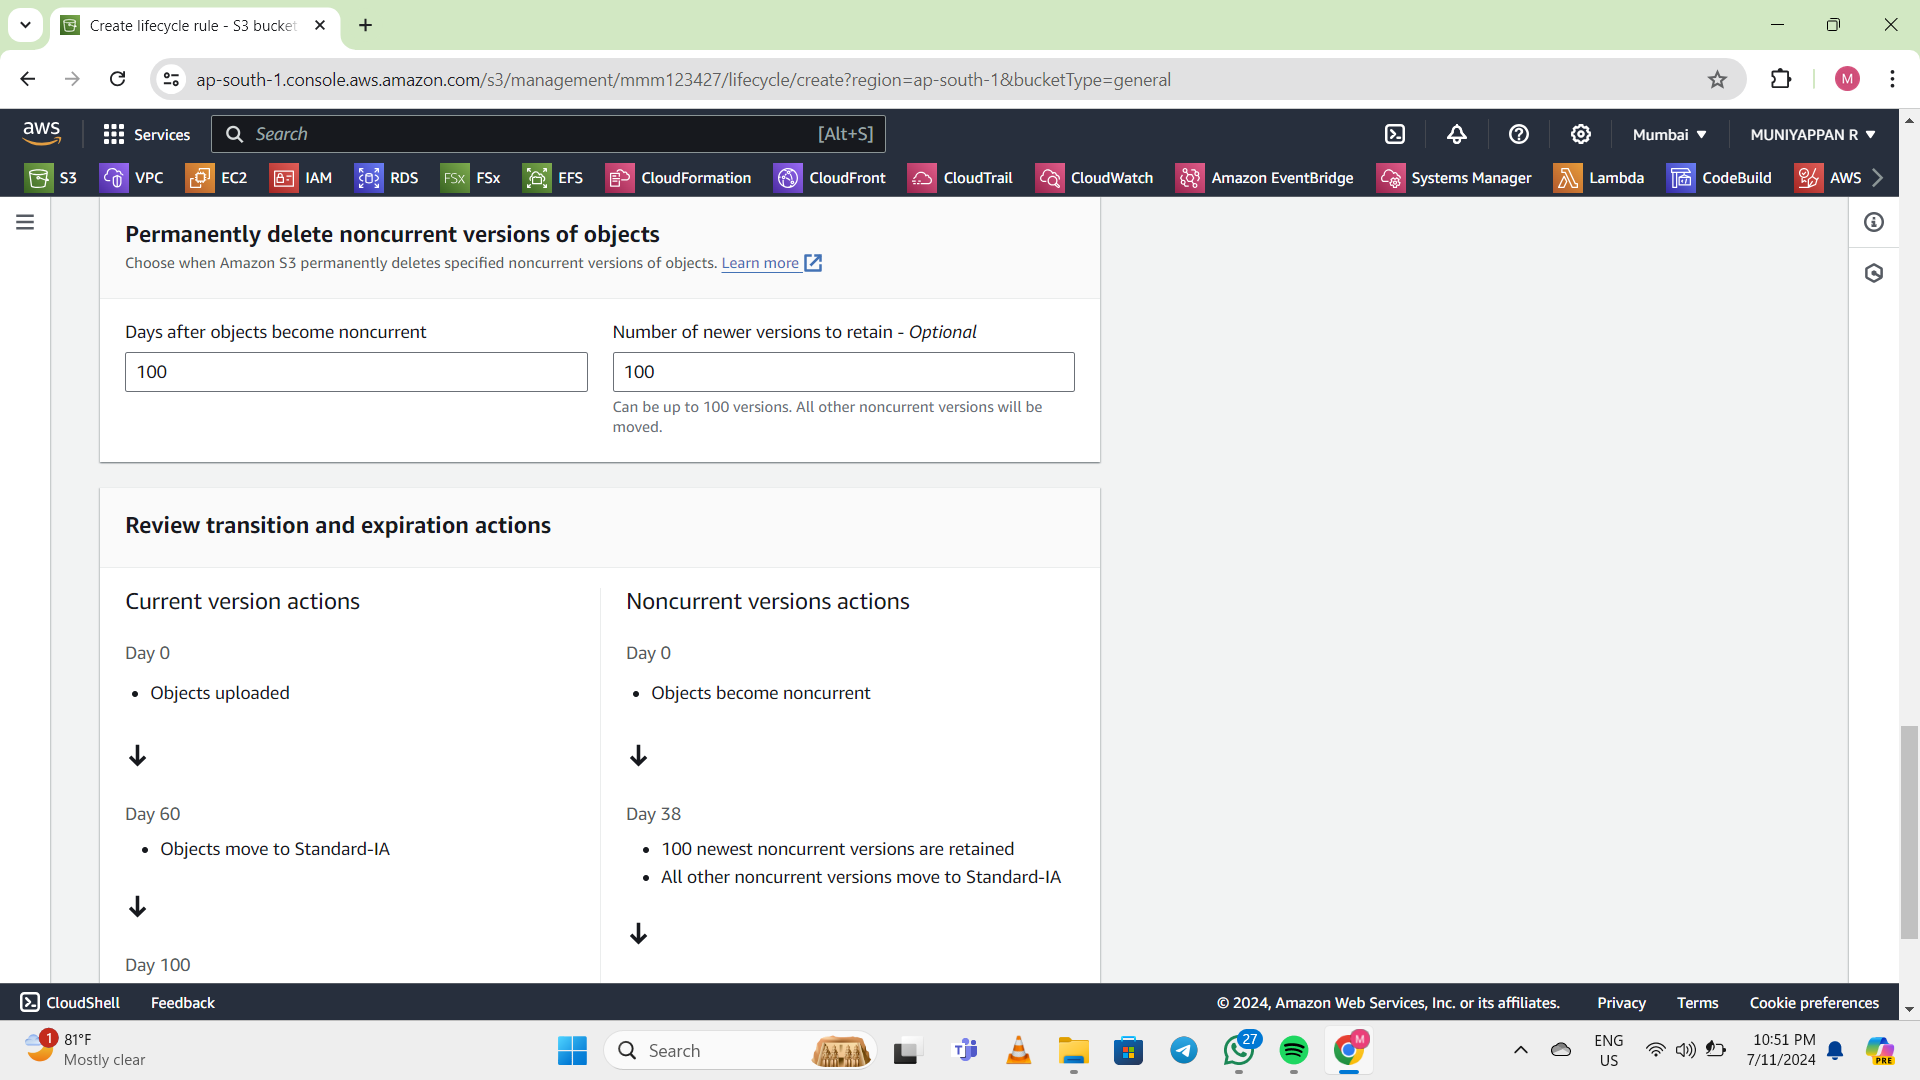 Create lifecycle rule - S3 bucket
ap-south-1.console.aws.amazon.com/s3/management/mmm123427/lifecycle/create?region=ap-south-1&bucketType=general
M
aws
Services
Search
[Alt+S]
Mumbai
MUNIYAPPAN R
S3
VPC
EC2
IAM
RDS
FSx FSx
EFS
CloudFormation
CloudFront
CloudTrail
CloudWatch
Amazon EventBridge
Systems Manager
Lambda
CodeBuild
AWS
Permanently delete noncurrent versions of objects
Choose when Amazon S3 permanently deletes specified noncurrent versions of objects. Learn more
Days after objects become noncurrent
100
Number of newer versions to retain - Optional
100
Can be up to 100 versions. All other noncurrent versions will be
moved.
Review transition and expiration actions
Current version actions
Day 0
Objects uploaded
Day 60
Objects move to Standard-IA
Day 100
Noncurrent versions actions
Day 0
Objects become noncurrent
Day 38
100 newest noncurrent versions are retained
All other noncurrent versions move to Standard-IA
CloudShell
Feedback
© 2024, Amazon Web Services, Inc. or its affiliates.
Privacy
Terms
Cookie preferences
1
81°F
Mostly clear
Search
27
M
ENG
US
10:51 PM
7/11/2024
PRE